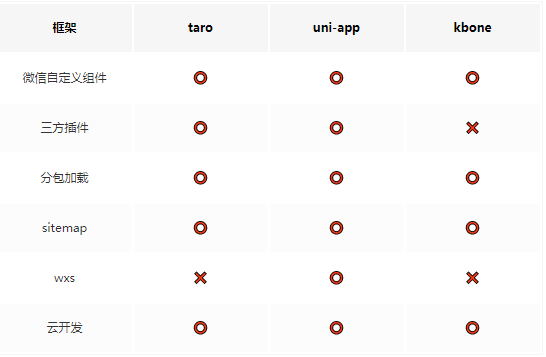 框架 taro uni-app kbone
微信自定义组件 ⭕ ⭕ ⭕
三方插件 ⭕ ⭕ ❌
分包加载 ⭕ ⭕ ⭕
sitemap ⭕ ⭕ ⭕
wxs ❌ ⭕ ❌
云开发 ⭕ ⭕ ⭕